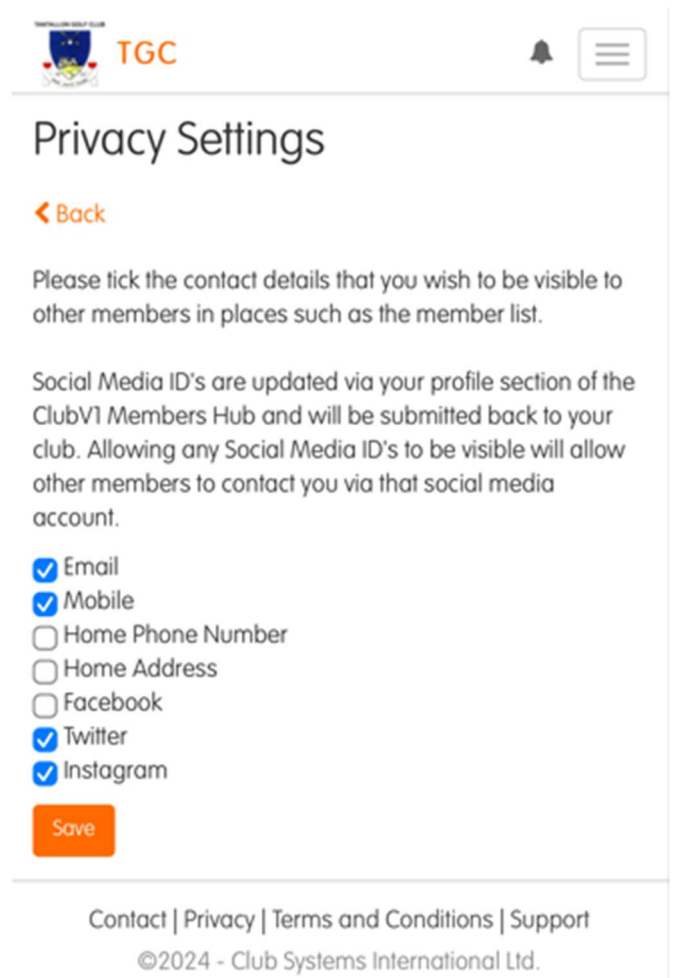 TANTALLON GOLF CLUB
TGC
Privacy Settings
Back
Please tick the contact details that you wish to be visible to
other members in places such as the member list.
Social Media ID's are updated via your profile section of the
ClubV1 Members Hub and will be submitted back to your
club. Allowing any Social Media ID's to be visible will allow
other members to contact you via that social media
account.
Email
Mobile
Home Phone Number
Home Address
Facebook
Twitter
Instagram
Save
Contact | Privacy | Terms and Conditions | Support
©2024 - Club Systems International Ltd.